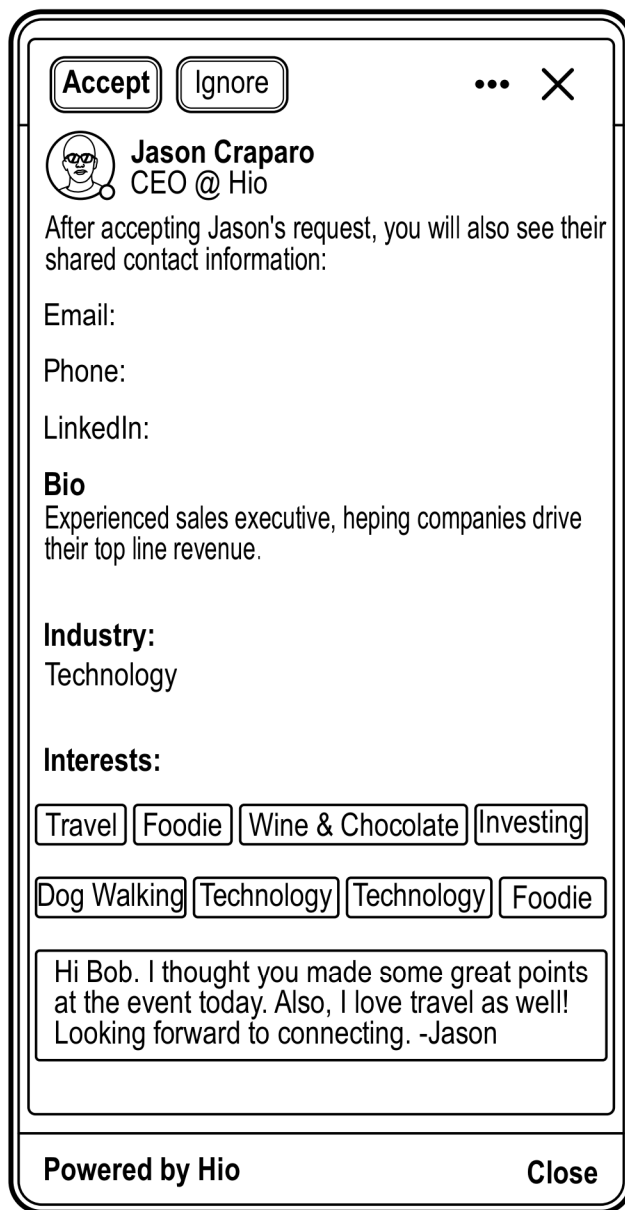 Accept Ignore
Jason Craparo
CEO @ Hio
After accepting Jason's request, you will also see their
shared contact information:
Email:
Phone:
LinkedIn:
Bio
Experienced sales executive, heping companies drive
their top line revenue.
Industry:
Technology
Interests:
Travel Foodie Wine & Chocolate Investing
Dog Walking Technology Technology Foodie
Hi Bob. I thought you made some great points
at the event today. Also, I love travel as well!
Looking forward to connecting. -Jason
Powered by Hio Close